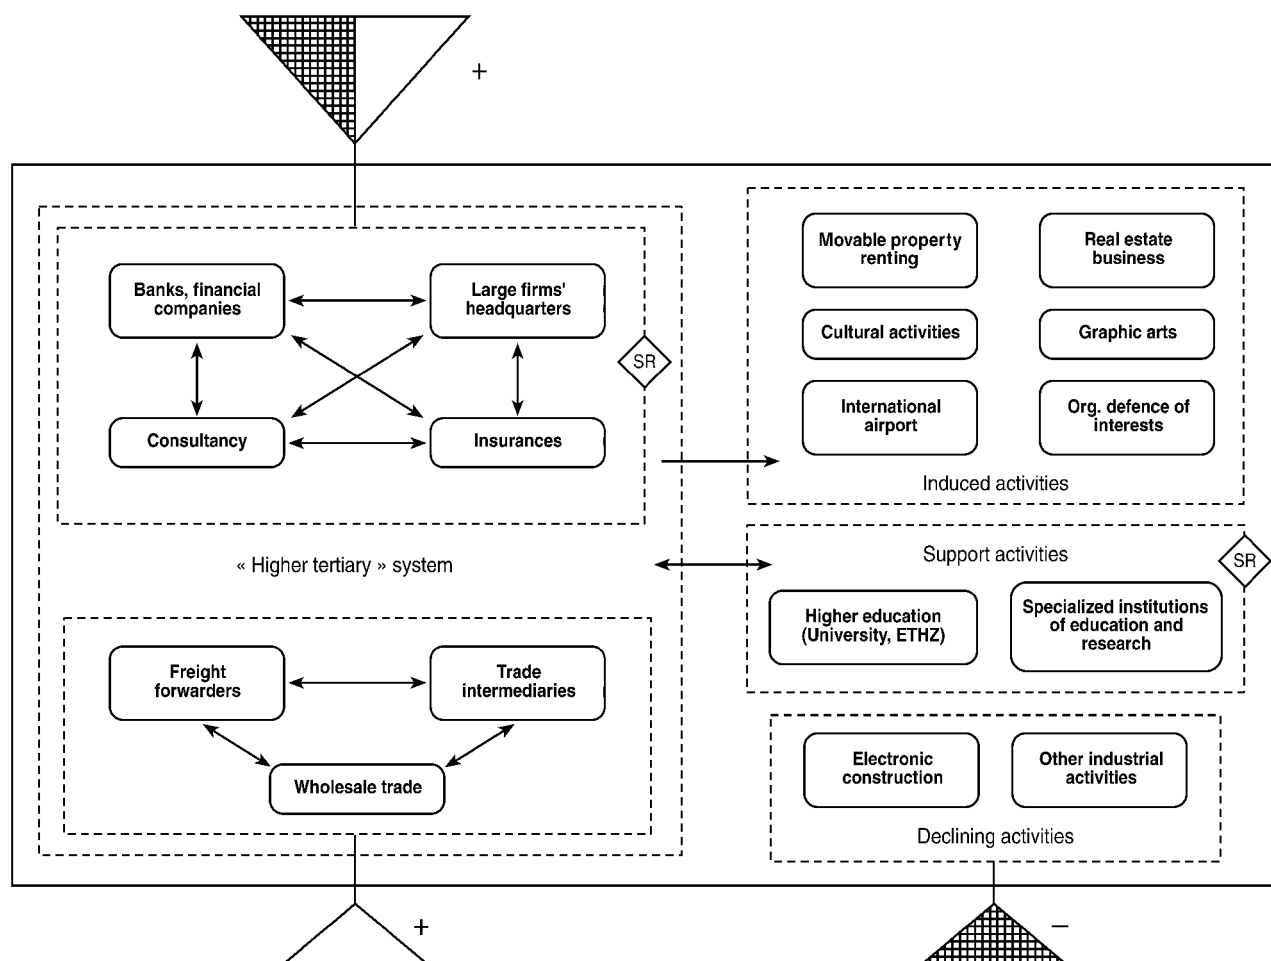 +
Banks, financial
companies
Large firms'
headquarters
SR
Consultancy
Insurances
« Higher tertiary » system
Freight
forwarders
Trade
intermediaries
Wholesale trade
+
Movable property
renting
Real estate
business
Cultural activities
Graphic arts
International
airport
Org. defence of
interests
Induced activities
Support activities
SR
Higher education
(University, ETHZ)
Specialized institutions
of education and
research
Electronic
construction
Other industrial
activities
Declining activities
−